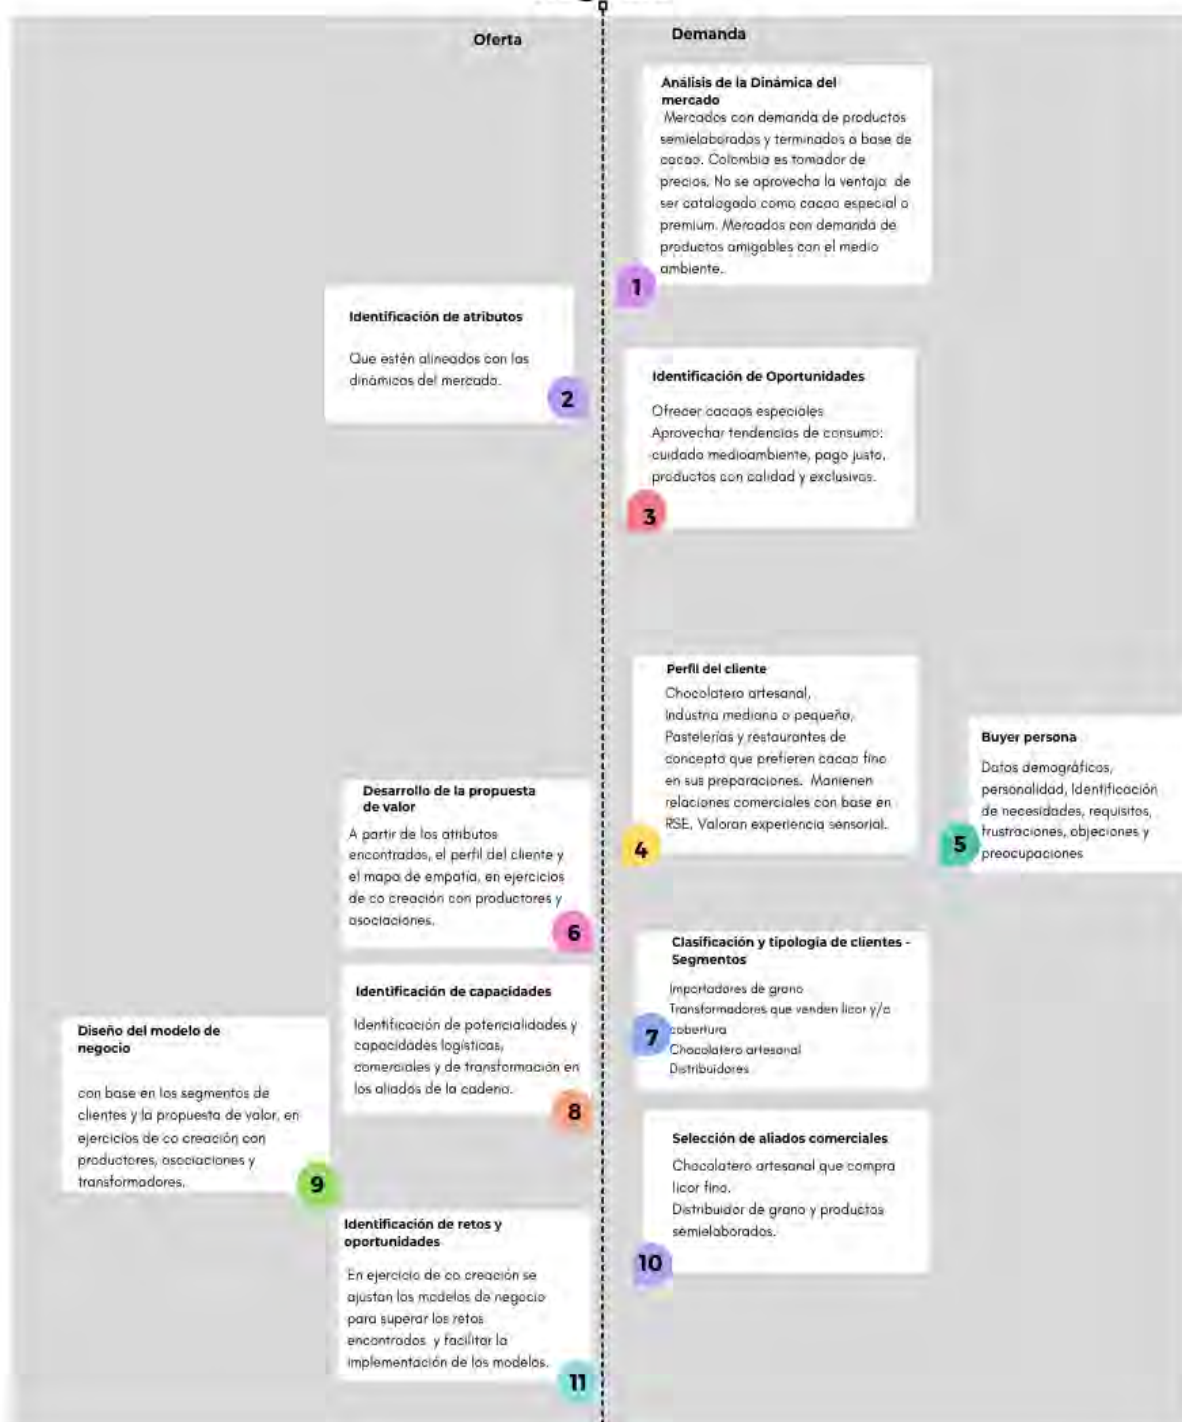 Oferta
Demanda
Análisis de la Dinámica del
mercado
Mercados con demanda de productos
semielaborados y terminados a base de
cacao. Colombia es tomador de
precios. No se aprovecha la ventaja de
ser catalogado como cacao especial o
premium. Mercados con demanda de
productos amigables con el medio
ambiente.
1
Identificación de atributos
Que estén alineados con las
dinámicas del mercado.
2
Identificación de Oportunidades
Ofrecer cacaos especiales
Aprovechar tendencias de consumo:
cuidado medioambiente, pago justo,
productos con calidad y exclusivos.
3
Perfil del cliente
Chocolatero artesanal,
Industria mediana o pequeña,
Pastelerías y restaurantes de
concepto que prefieren cacao fino
en sus preparaciones. Mantienen
relaciones comerciales con base en
RSE, Valoran experiencia sensorial.
4
Buyer persona
Datos demográficos,
personalidad, Identificación
de necesidades, requisitos,
frustraciones, objeciones y
preocupaciones
5
Desarrollo de la propuesta
de valor
A partir de los atributos
encontrados, el perfil del cliente y
el mapa de empatía, en ejercicios
de co creación con productores y
asociaciones.
6
Clasificación y tipología de clientes -
Segmentos
Importadores de grano
Transformadores que venden licor y/o
cobertura
Chocolatero artesanal
Distribuidores
7
Identificación de capacidades
Identificación de potencialidades y
capacidades logísticas,
comerciales y de transformación en
los aliados de la cadena.
8
Diseño del modelo de
negocio
con base en los segmentos de
clientes y la propuesta de valor, en
ejercicios de co creación con
productores, asociaciones y
transformadores.
9
Selección de aliados comerciales
Chocolatero artesanal que compra
licor fino.
Distribuidor de grano y productos
semielaborados.
10
Identificación de retos y
oportunidades
En ejercicio de co creación se
ajustan los modelos de negocio
para superar los retos
encontrados y facilitar la
implementación de los modelos.
11